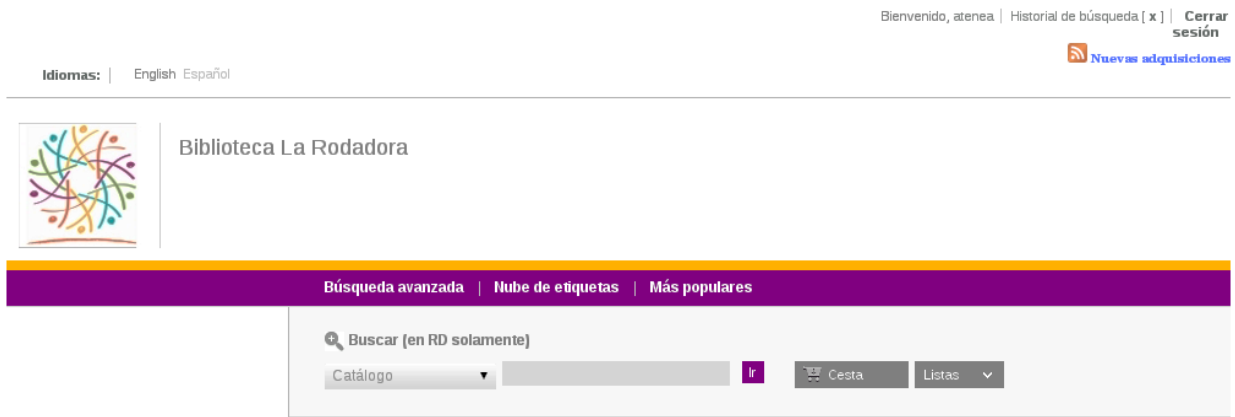 Bienvenido, atenea | Historial de búsqueda [ x ] | Cerrar
sesión
Nuevas adquisiciones
Idiomas: | English Español
Biblioteca La Rodadora
Búsqueda avanzada | Nube de etiquetas | Más populares
Buscar (en RD solamente)
Catálogo Ir Cesta Listas